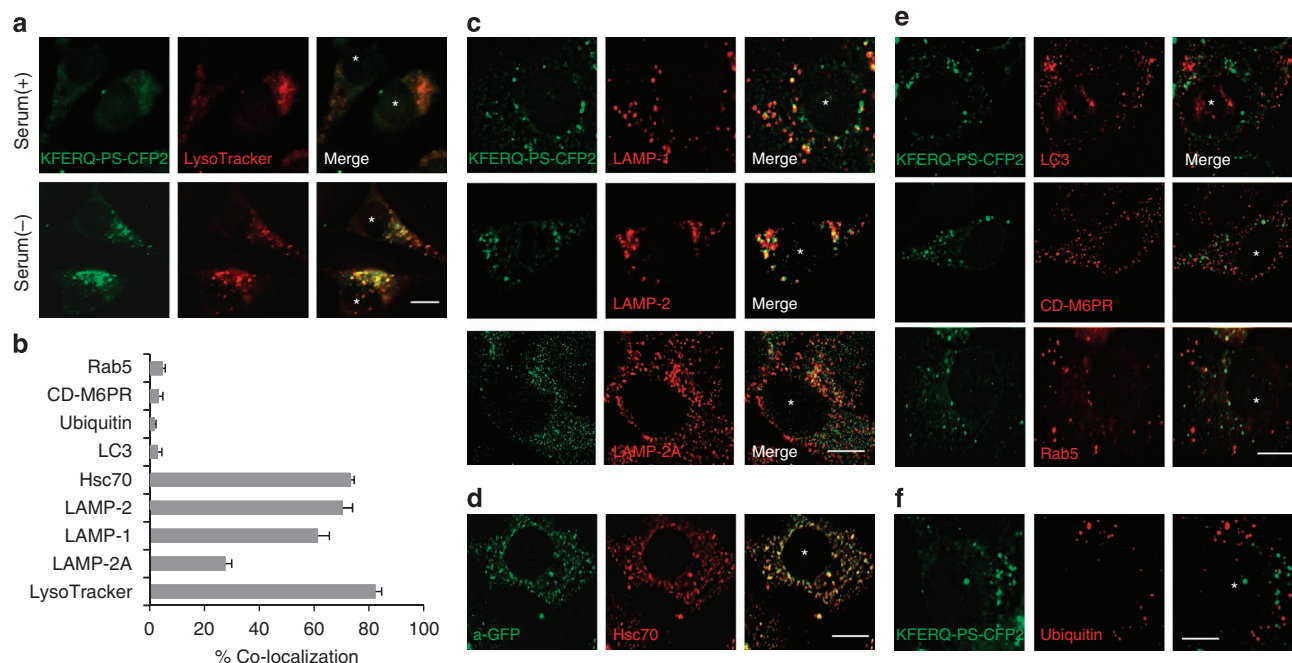 a
Serum(+)
KFERQ-PS-CFP2
LysoTracker
Merge
*
*
Serum(–)
*
*
b
Rab5
CD-M6PR
Ubiquitin
LC3
Hsc70
LAMP-2
LAMP-1
LAMP-2A
LysoTracker
0 20 40 60 80 100
% Co-localization
c
KFERQ-PS-CFP2
LAMP-1
Merge
*
LAMP-2
Merge
*
LAMP-2A
Merge
*
d
a-GFP
Hsc70
*
e
KFERQ-PS-CFP2
LC3
Merge
*
CD-M6PR
*
Rab5
*
f
KFERQ-PS-CFP2
Ubiquitin
*